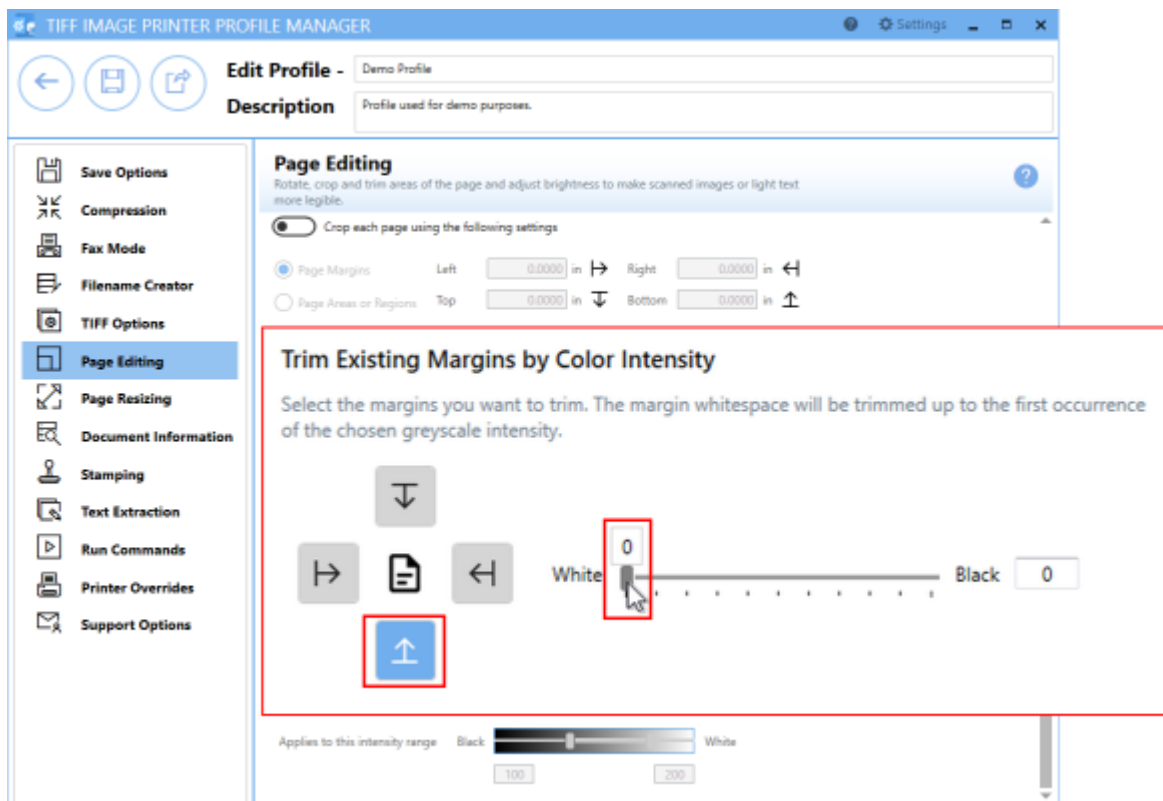 TIFF IMAGE PRINTER PROFILE MANAGER
Settings
Edit Profile - Demo Profile
Description Profile used for demo purposes.
Save Options
Compression
Fax Mode
Filename Creator
TIFF Options
Page Editing
Page Resizing
Document Information
Stamping
Text Extraction
Run Commands
Printer Overrides
Support Options
Page Editing
Rotate, crop and trim areas of the page and adjust brightness to make scanned images or light text
more legible.
?
Crop each page using the following settings
Page Margins Left 0.0000 in Right 0.0000 in
Page Areas or Regions Top 0.0000 in Bottom 0.0000 in
Trim Existing Margins by Color Intensity
Select the margins you want to trim. The margin whitespace will be trimmed up to the first occurrence
of the chosen greyscale intensity.
0
White Black 0
Applies to this intensity range Black White
100 200